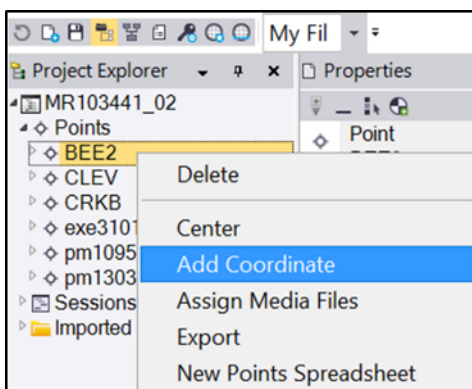 My Fil
Project Explorer
Properties
MR103441_02
Points
Point
BEE2
CLEV
CRKB
exe3101
pm1095
pm1303
Sessions
Imported
Delete
Center
Add Coordinate
Assign Media Files
Export
New Points Spreadsheet